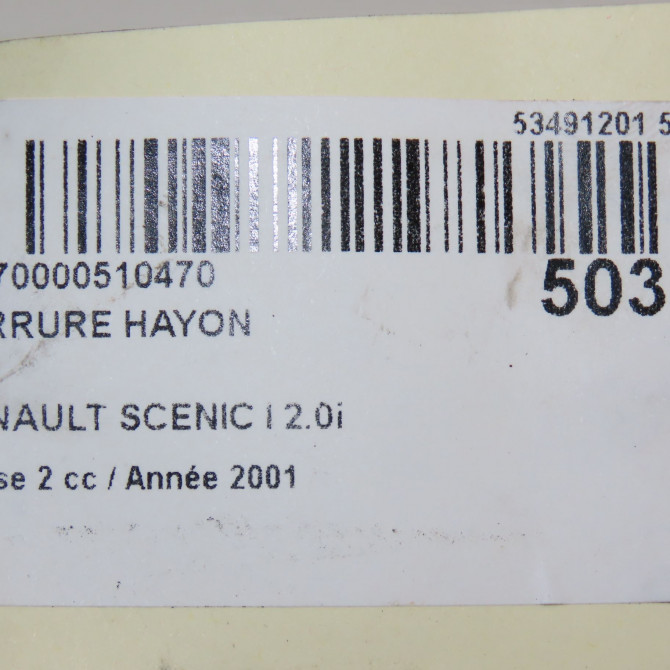 53491201 5
70000510470
503
RRURE HAYON
NAULT SCENIC I 2.0i
se 2 cc / Année 2001